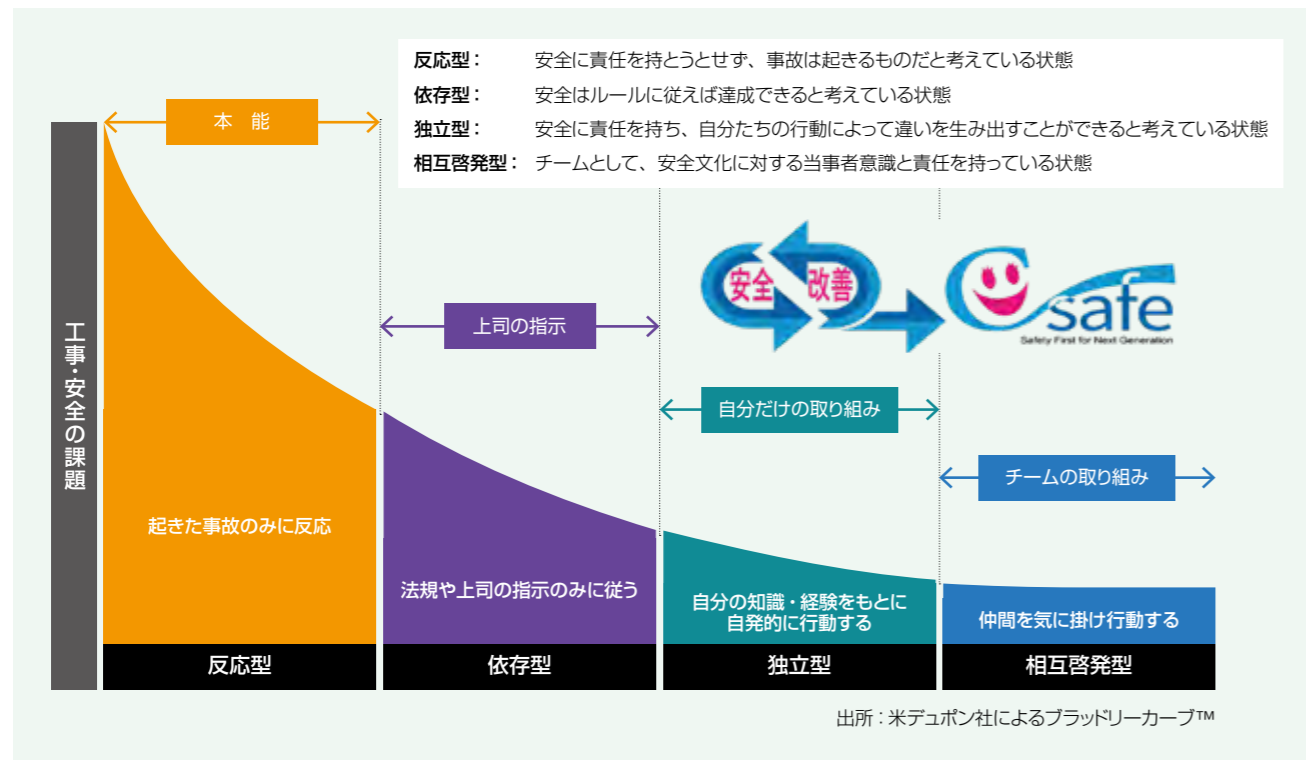 反応型： 安全に責任を持とうとせず、事故は起きるものだと考えている状態
依存型： 安全はルールに従えば達成できると考えている状態
独立型： 安全に責任を持ち、自分たちの行動によって違いを生み出すことができると考えている状態
相互啓発型： チームとして、安全文化に対する当事者意識と責任を持っている状態
本 能
上司の指示
安全 改善
safe
Safety First for Next Generation
自分だけの取り組み
チームの取り組み
工事・安全の課題
起きた事故のみに反応
法規や上司の指示のみに従う
自分の知識・経験をもとに
自発的に行動する
仲間を気に掛け行動する
反応型
依存型
独立型
相互啓発型
出所：米デュポン社によるブラッドリーカーブ™